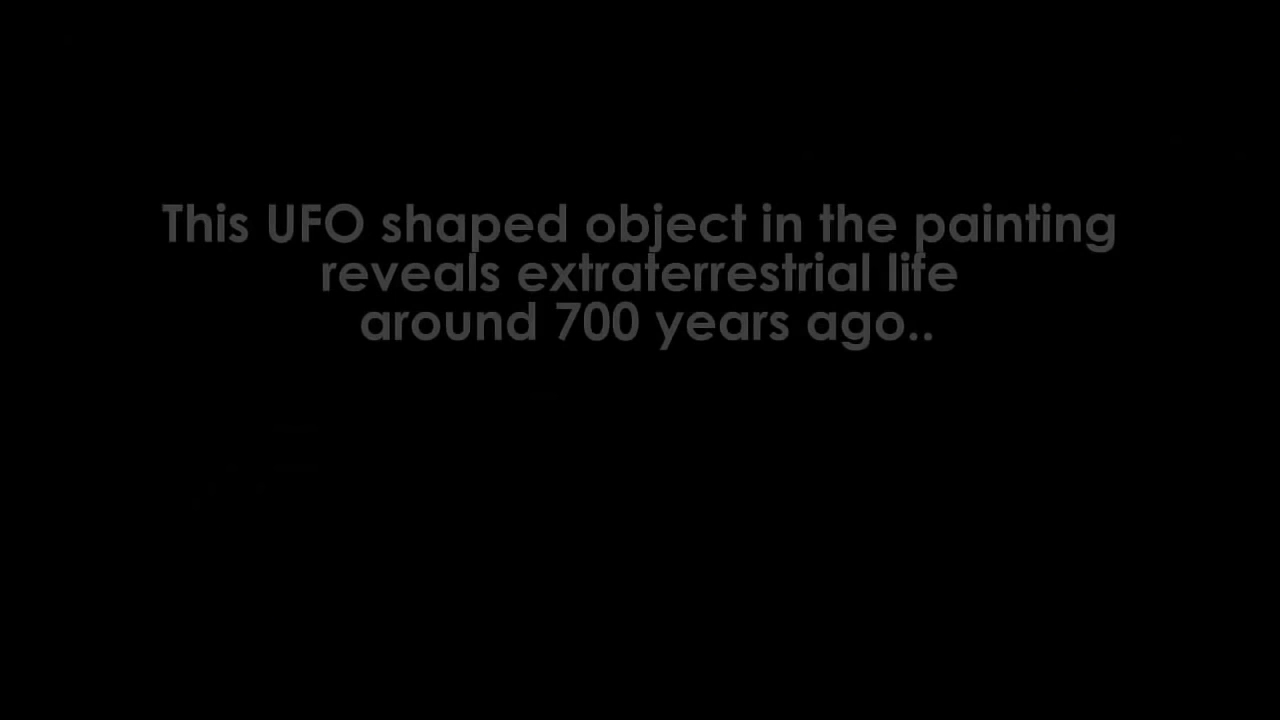 This UFO shaped object in the painting
reveals extraterrestrial life
around 700 years ago..